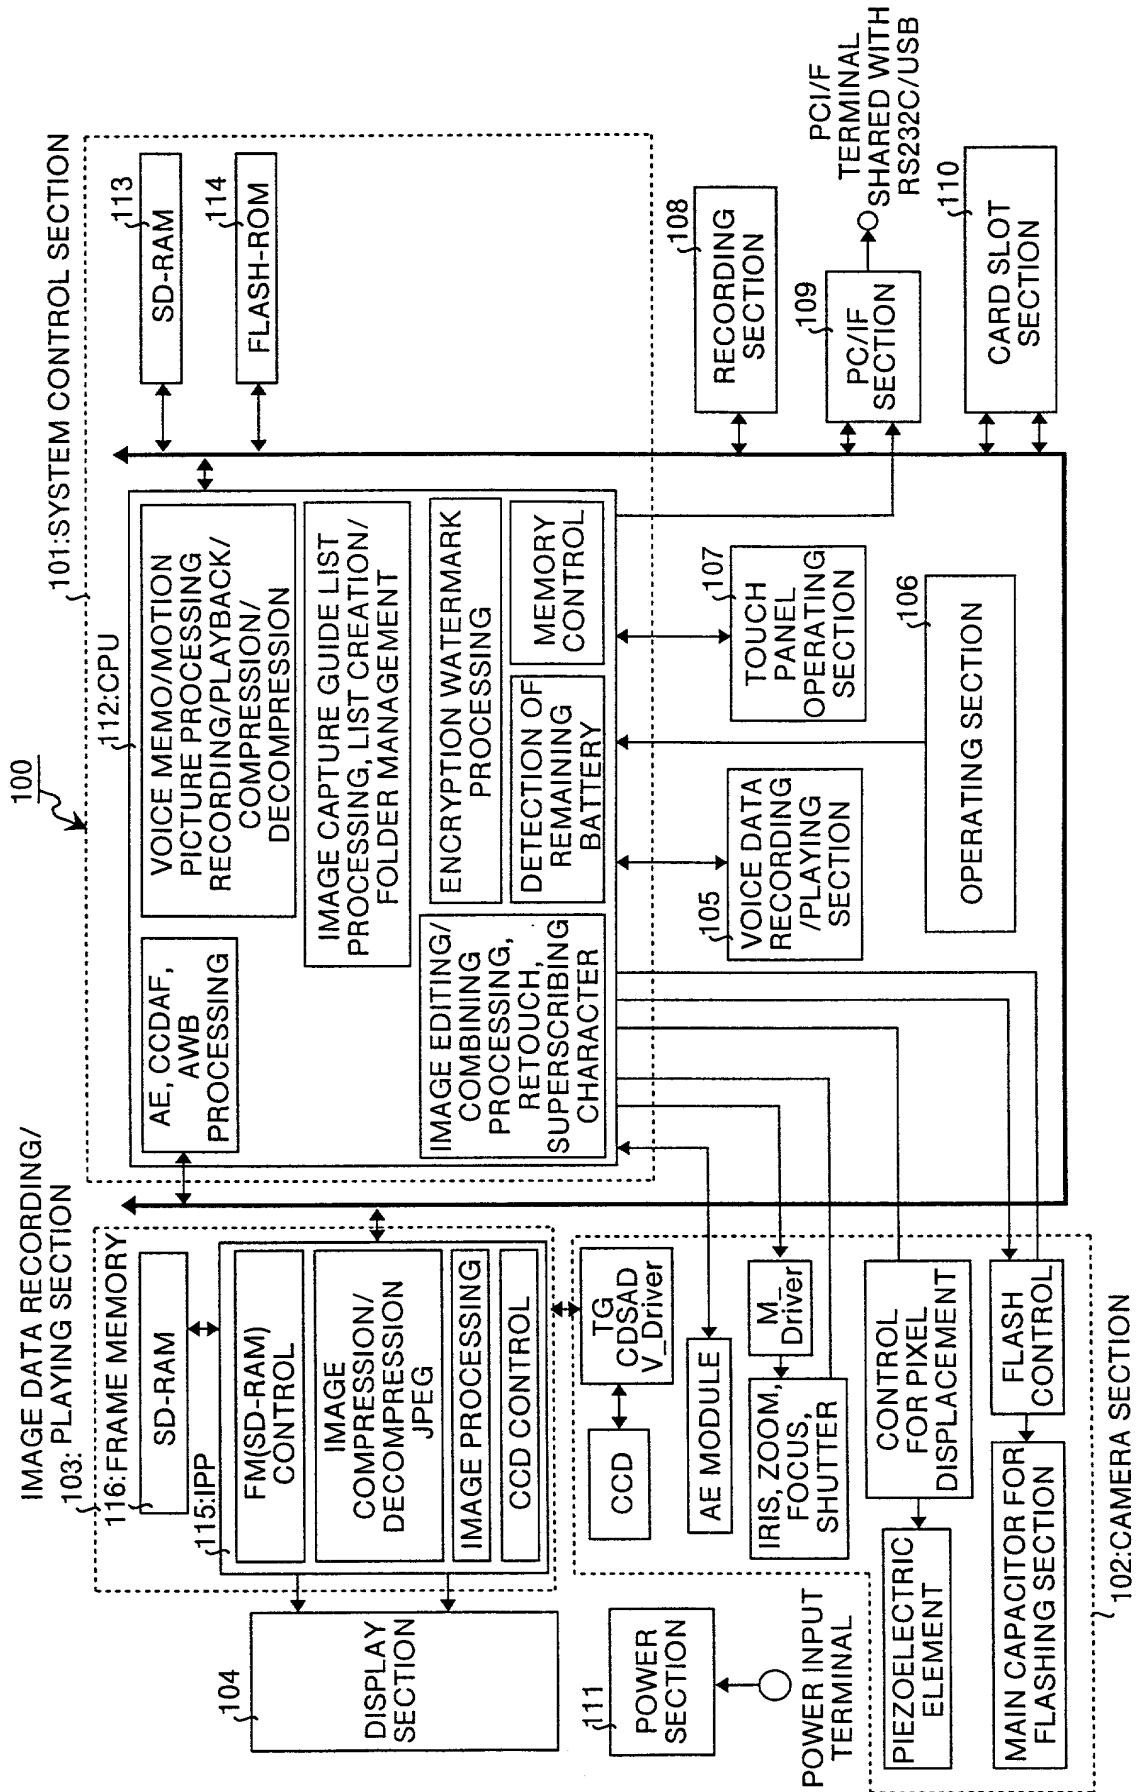 100
IMAGE DATA RECORDING/
103: PLAYING SECTION
116:FRAME MEMORY
SD-RAM
115:IPP
FM(SD-RAM)
CONTROL
IMAGE
COMPRESSION/
DECOMPRESSION
JPEG
IMAGE PROCESSING
CCD CONTROL
104
DISPLAY
SECTION
101:SYSTEM CONTROL SECTION
112:CPU
AE, CCDAF,
AWB
PROCESSING
VOICE MEMO/MOTION
PICTURE PROCESSING
RECORDING/PLAYBACK/
COMPRESSION/
DECOMPRESSION
IMAGE CAPTURE GUIDE LIST
PROCESSING, LIST CREATION/
FOLDER MANAGEMENT
IMAGE EDITING/
COMBINING
PROCESSING,
RETOUCH,
SUPERSCRIBING
CHARACTER
ENCRYPTION WATERMARK
PROCESSING
DETECTION OF
REMAINING
BATTERY
MEMORY
CONTROL
113
SD-RAM
114
FLASH-ROM
111
POWER
SECTION
POWER INPUT
TERMINAL
TG
CDSAD
V_Driver
CCD
AE MODULE
M_
Driver
IRIS, ZOOM,
FOCUS,
SHUTTER
CONTROL
FOR PIXEL
DISPLACEMENT
PIEZOELECTRIC
ELEMENT
FLASH
CONTROL
MAIN CAPACITOR FOR
FLASHING SECTION
102:CAMERA SECTION
105
VOICE DATA
RECORDING
/PLAYING
SECTION
107
TOUCH
PANEL
OPERATING
SECTION
106
OPERATING SECTION
108
RECORDING
SECTION
109
PC/IF
SECTION
PCI/F
TERMINAL
SHARED WITH
RS232C/USB
110
CARD SLOT
SECTION